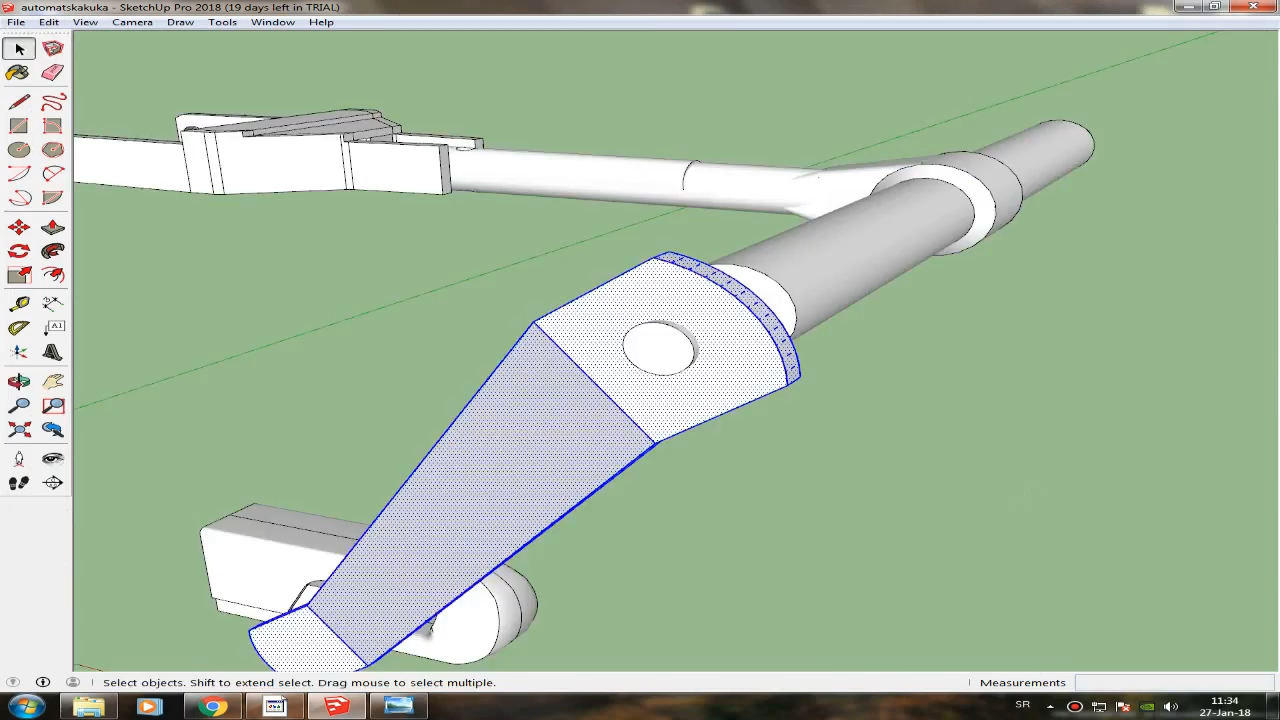 automatskakuka - SketchUp Pro 2018 (19 days left in TRIAL)
File Edit View Camera Draw Tools Window Help
A1
Select objects. Shift to extend select. Drag mouse to select multiple.
Measurements
SR
11:34
27-Jan-18